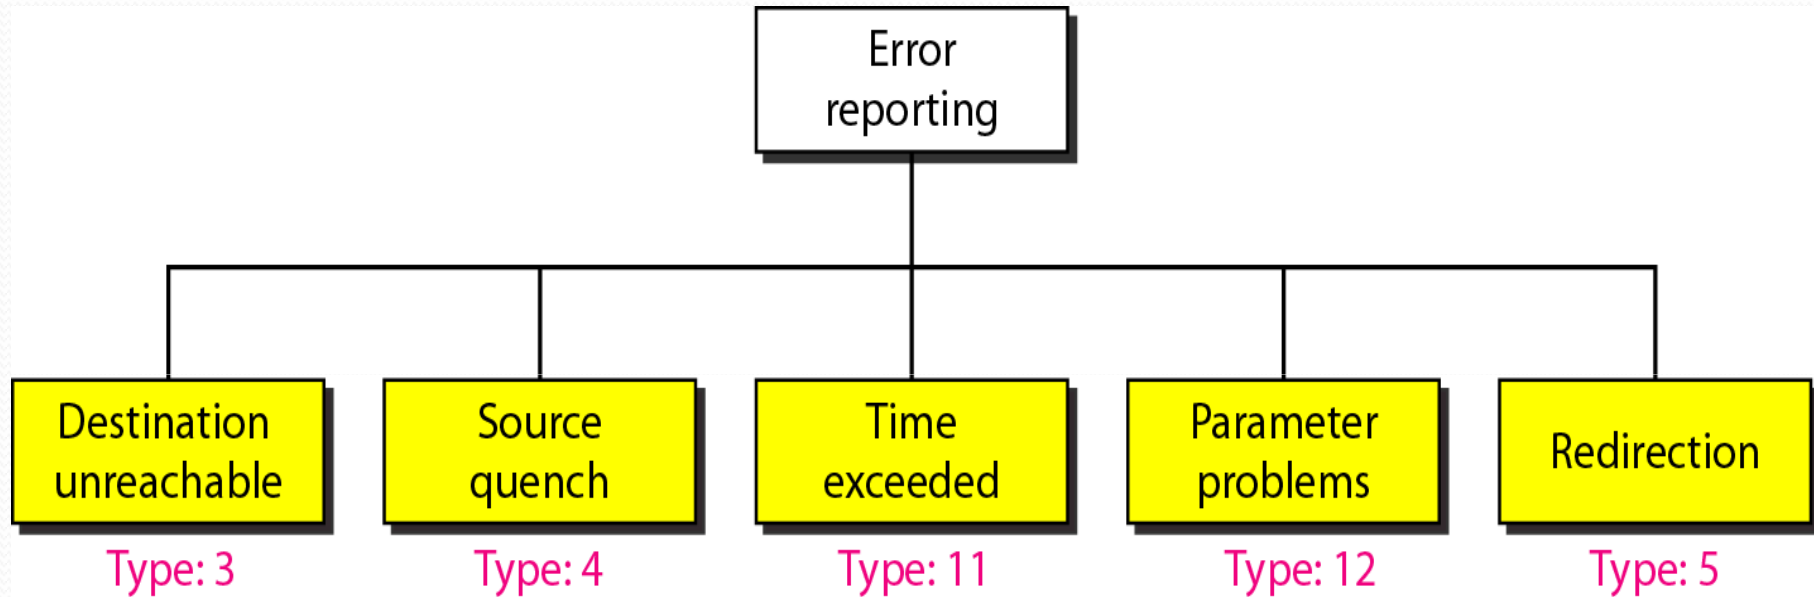 Error
reporting
Destination
unreachable
Source
quench
Time
exceeded
Parameter
problems
Redirection
Type: 3
Type: 4
Type: 11
Type: 12
Type: 5